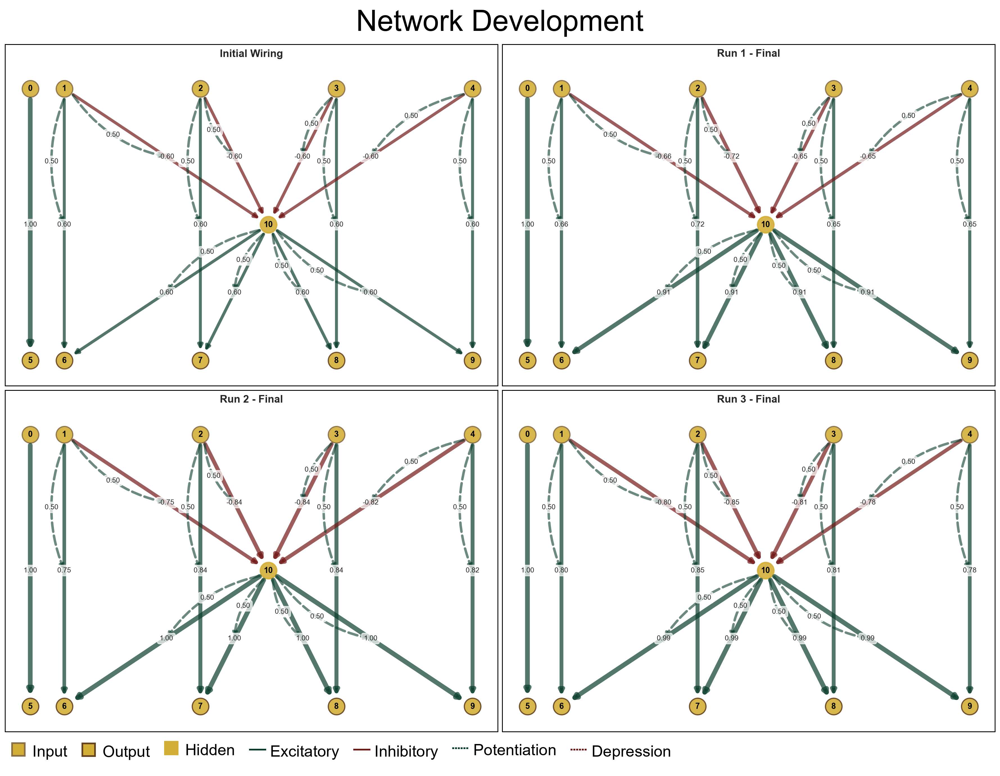 Network Development
Initial Wiring
0 1 2 3 4
0.50 0.50 0.50 0.50
-0.60 -0.60 -0.60 -0.60
0.50 0.50 0.50 0.50
1.00 0.60 0.60 10 0.60 0.60
0.50 0.50 0.50 0.50
0.60 0.60 0.60 0.60
5 6 7 8 9
Run 1 - Final
0 1 2 3 4
0.50 0.50 0.50 0.50
-0.66 -0.72 -0.65 -0.65
0.50 0.50 0.50 0.50
1.00 0.66 0.72 10 0.65 0.65
0.50 0.50 0.50 0.50
0.91 0.91 0.91 0.91
5 6 7 8 9
Run 2 - Final
0 1 2 3 4
0.50 0.50 0.50 0.50
-0.75 -0.84 -0.84 -0.82
0.50 0.50 0.50 0.50
1.00 0.75 0.84 10 0.84 0.82
0.50 0.50 0.50 0.50
1.00 1.00 1.00 1.00
5 6 7 8 9
Run 3 - Final
0 1 2 3 4
0.50 0.50 0.50 0.50
-0.80 -0.85 -0.81 -0.78
0.50 0.50 0.50 0.50
1.00 0.80 0.85 10 0.81 0.78
0.50 0.50 0.50 0.50
0.99 0.99 0.99 0.99
5 6 7 8 9
Input Output Hidden Excitatory Inhibitory Potentiation Depression